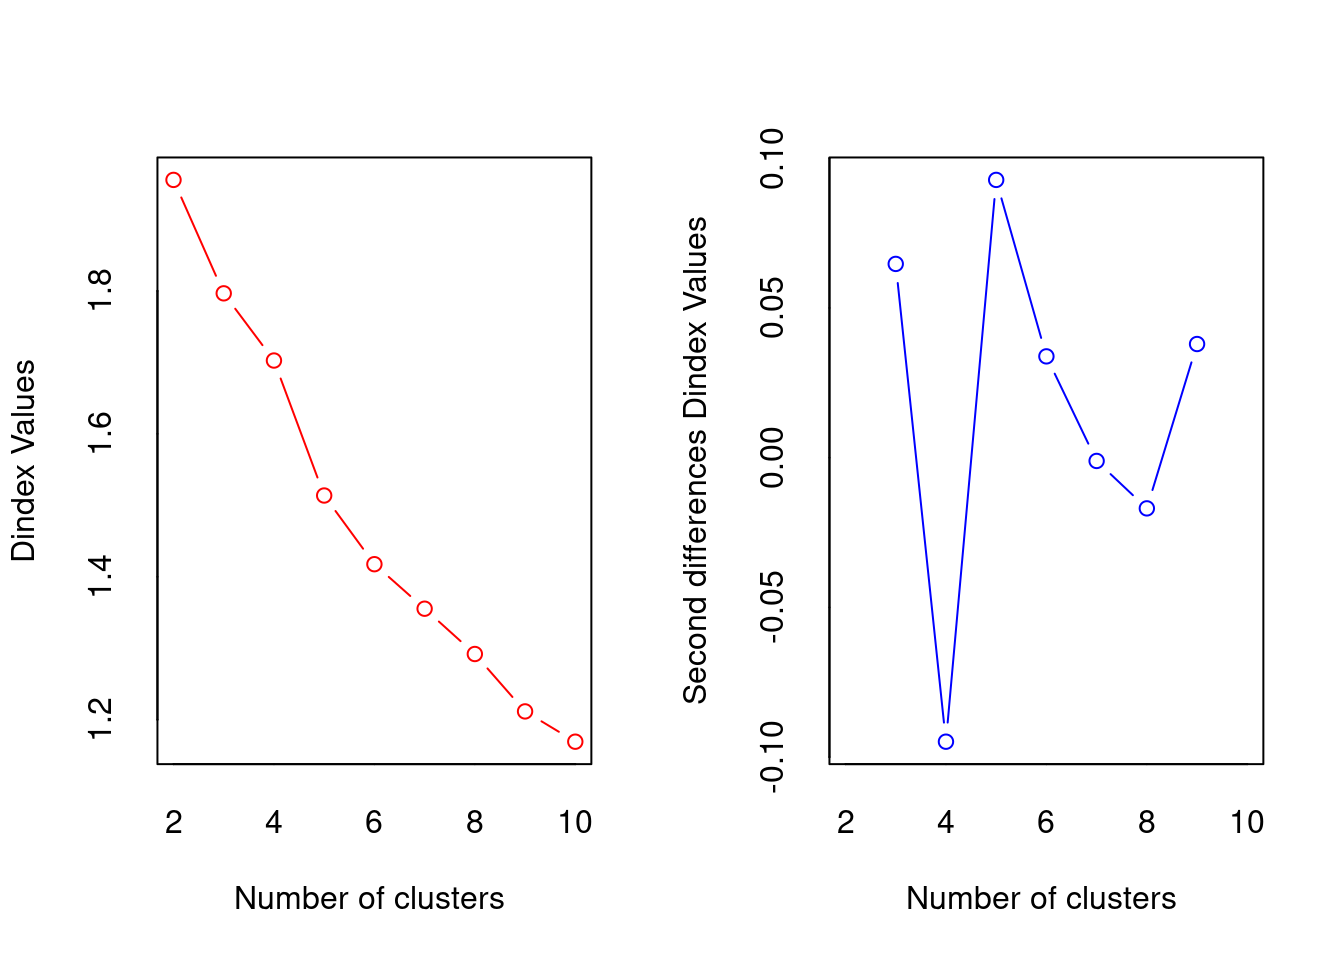 Dindex Values
1.8
1.6
1.4
1.2
2 4 6 8 10
Number of clusters
Second differences Dindex Values
0.10
0.05
0.00
-0.05
-0.10
2 4 6 8 10
Number of clusters